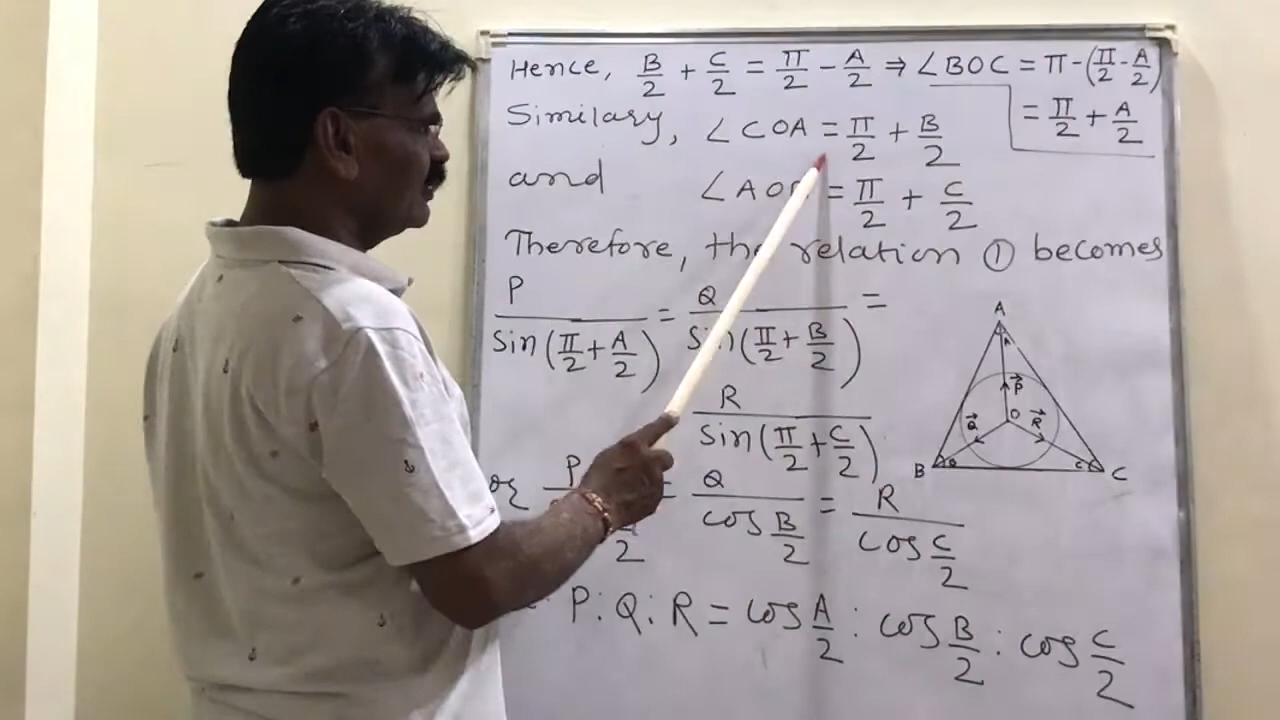 Hence, B/2 + C/2 = π/2 − A/2 ⇒ ∠BOC = π − (π/2 − A/2)
= π/2 + A/2
Similary, ∠COA = π/2 + B/2
and ∠AO = π/2 + C/2
Therefore, the relation ① becomes
P/Sin(π/2 + A/2) = Q/Sin(π/2 + B/2) =
R/Sin(π/2 + C/2)
or P/2 = Q/cos B/2 = R/cos C/2
P : Q : R = cos A/2 : cos B/2 : cos C/2
A
P⃗
O
Q⃗ R⃗
B C